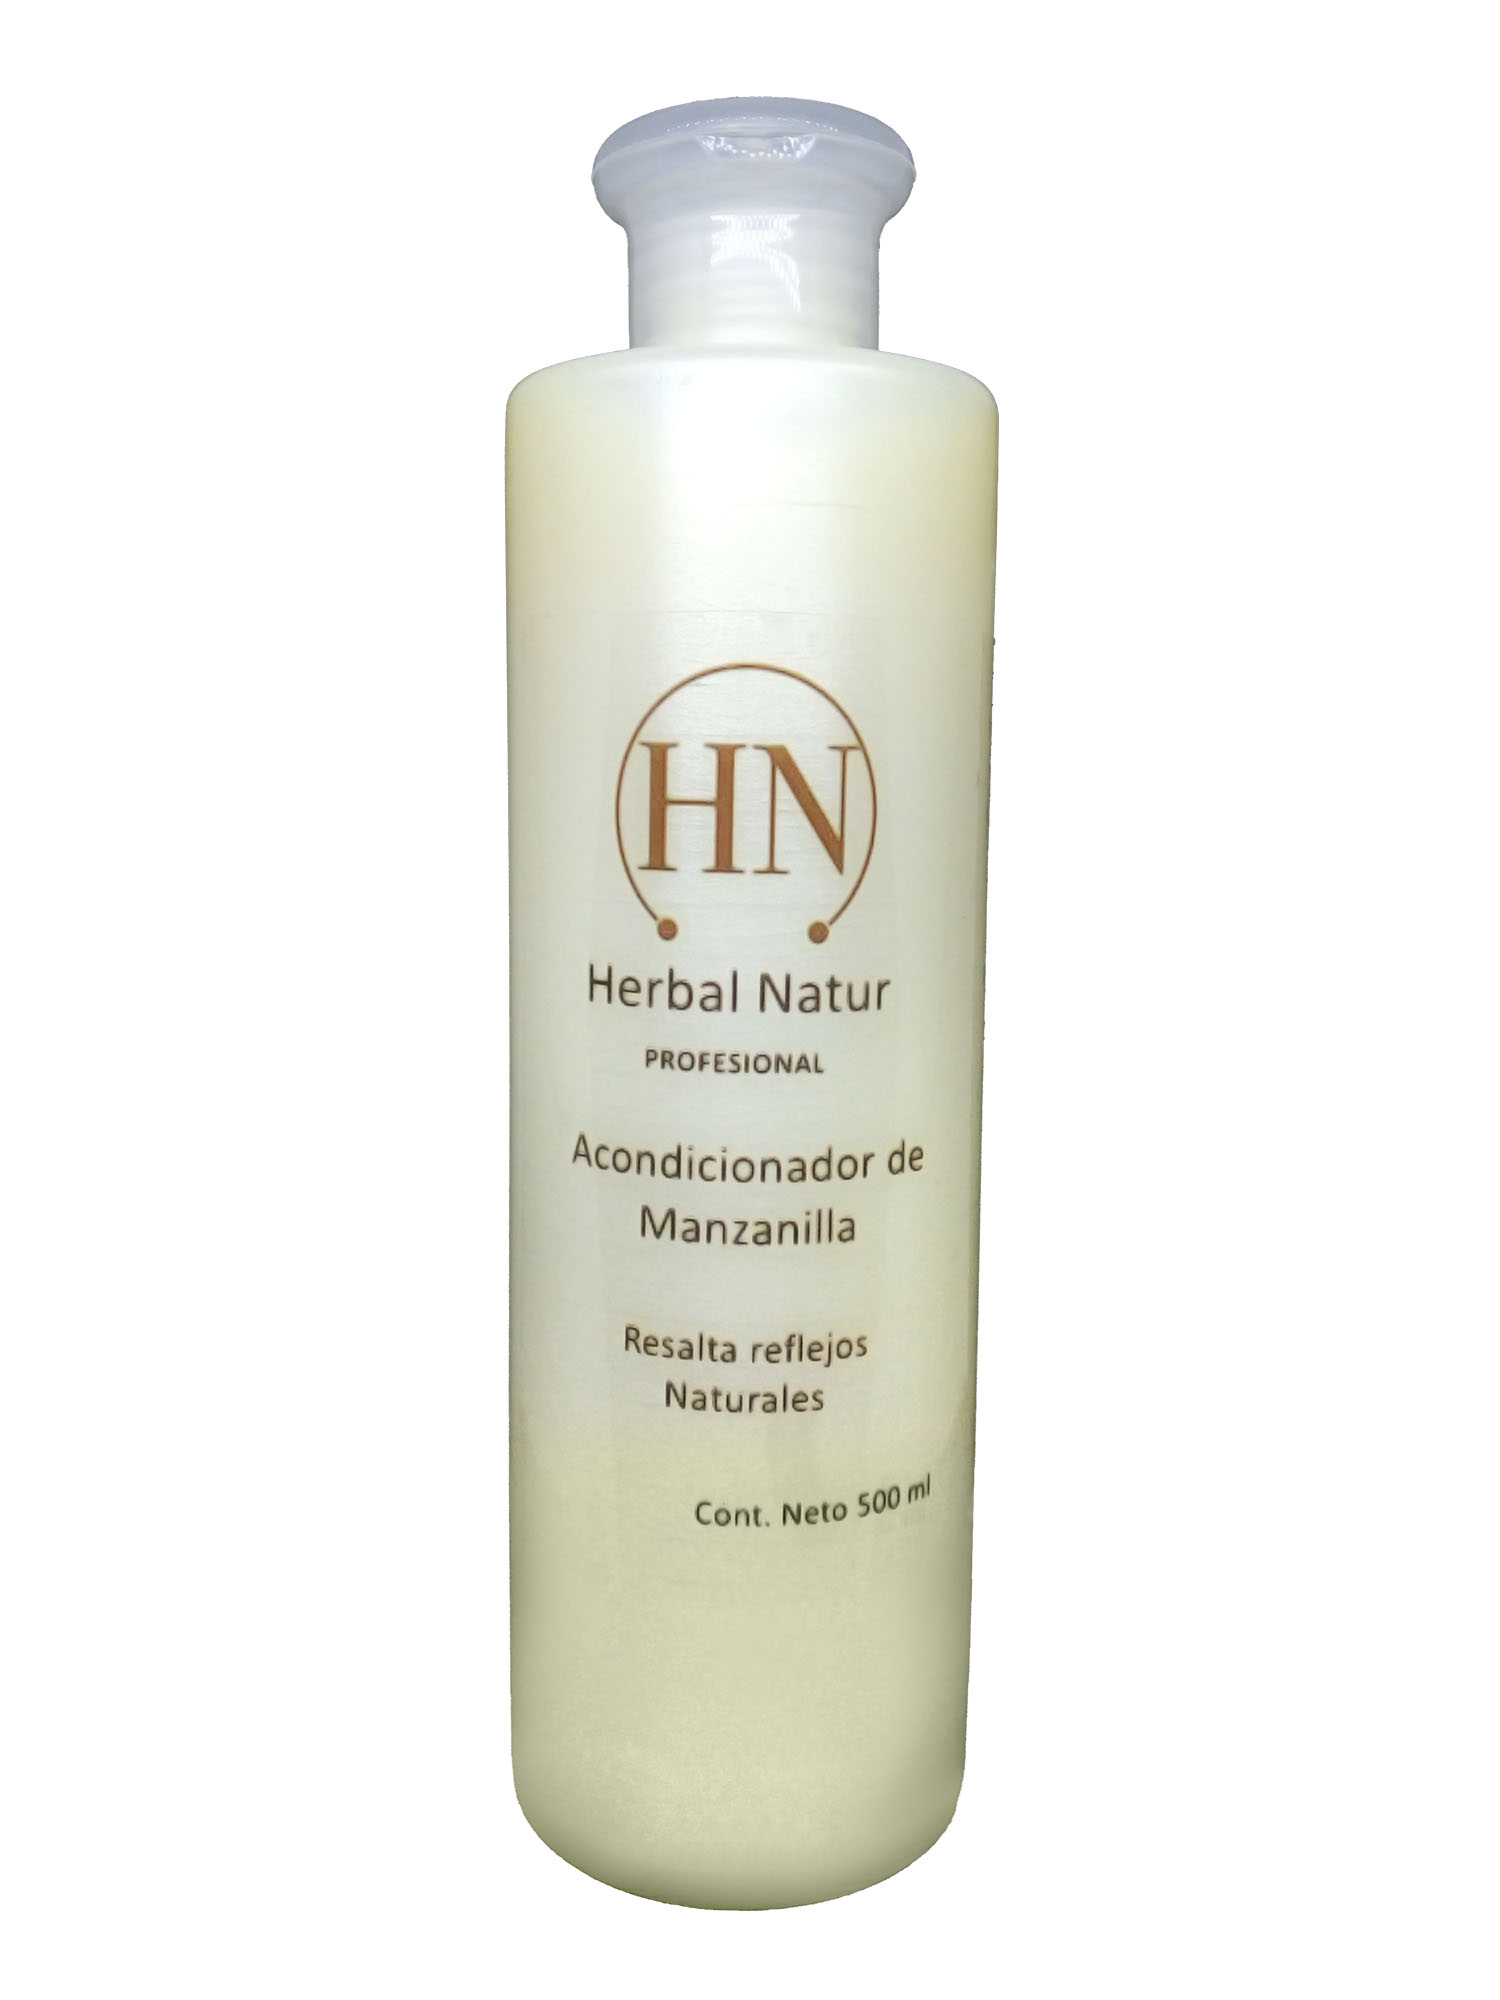 HN
Herbal Natur
PROFESIONAL
Acondicionador de
Manzanilla
Resalta reflejos
Naturales
Cont. Neto 500 ml